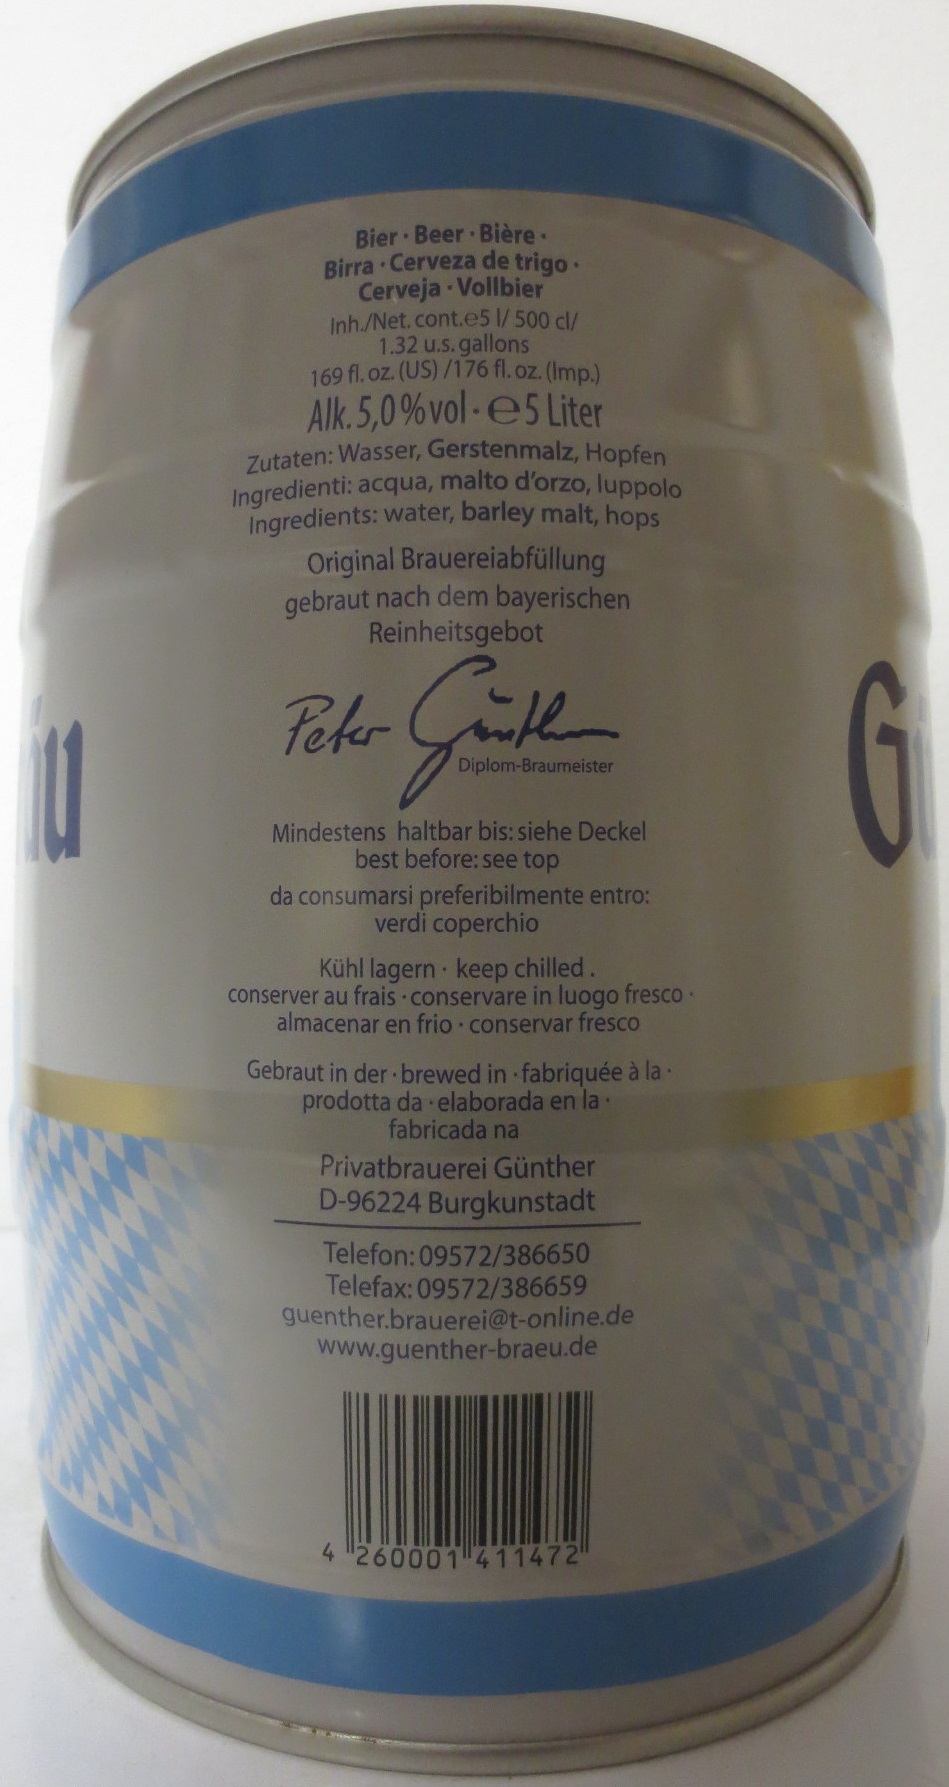 Bier · Beer · Bière ·
Birra · Cerveza de trigo ·
Cerveja · Vollbier
Inh./Net. cont.℮5 l/ 500 cl/
1.32 u.s. gallons
169 fl. oz. (US) /176 fl. oz. (Imp.)
Alk. 5,0 % vol · ℮ 5 Liter
Zutaten: Wasser, Gerstenmalz, Hopfen
Ingredienti: acqua, malto d'orzo, luppolo
Ingredients: water, barley malt, hops
Original Brauereiabfüllung
gebraut nach dem bayerischen
Reinheitsgebot
Peter Günther
Diplom-Braumeister
äu
Gü
Mindestens haltbar bis: siehe Deckel
best before: see top
da consumarsi preferibilmente entro:
verdi coperchio
Kühl lagern · keep chilled .
conserver au frais · conservare in luogo fresco ·
almacenar en frio · conservar fresco
Gebraut in der · brewed in · fabriquée à la ·
prodotta da · elaborada en la ·
fabricada na
Privatbrauerei Günther
D-96224 Burgkunstadt
Telefon: 09572/386650
Telefax: 09572/386659
guenther.brauerei@t-online.de
www.guenther-braeu.de
4 260001 411472